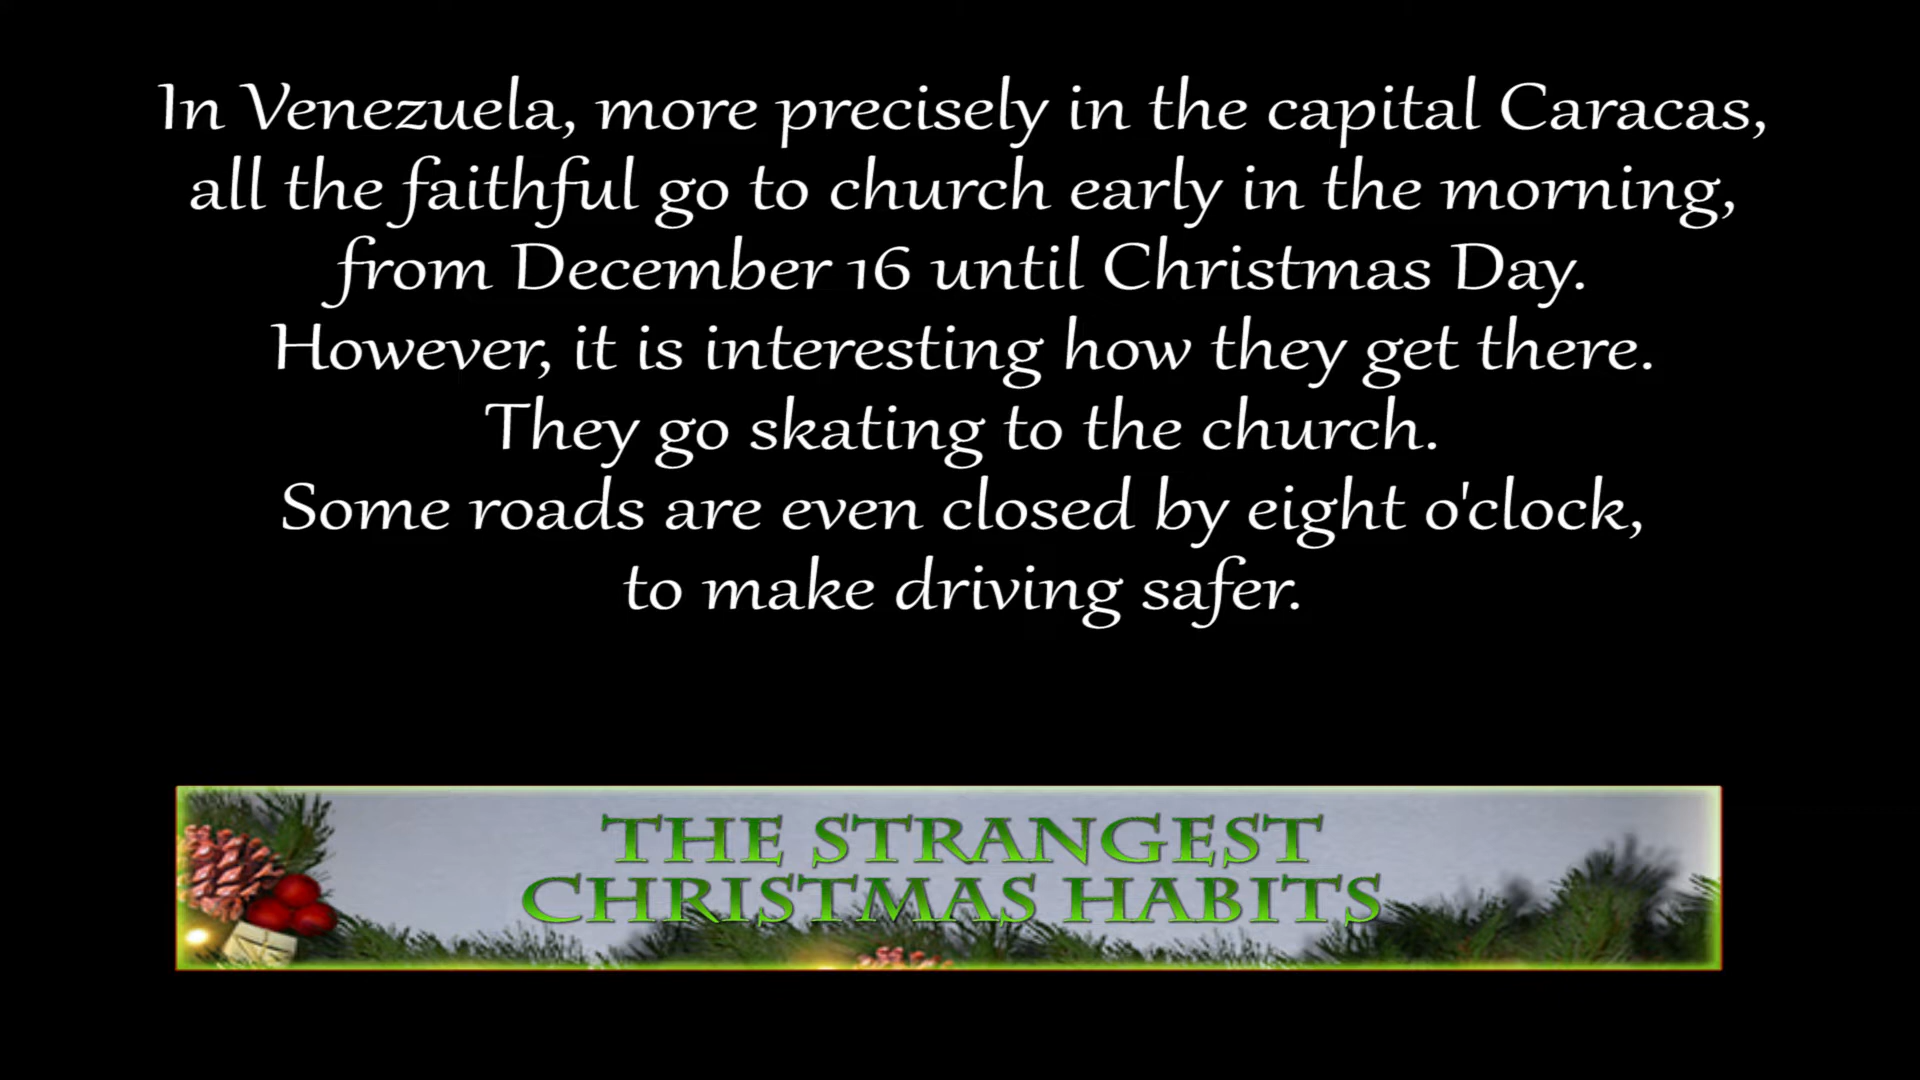 In Venezuela, more precisely in the capital Caracas,
all the faithful go to church early in the morning,
from December 16 until Christmas Day.
However, it is interesting how they get there.
They go skating to the church.
Some roads are even closed by eight o'clock,
to make driving safer.
THE STRANGEST
CHRISTMAS HABITS